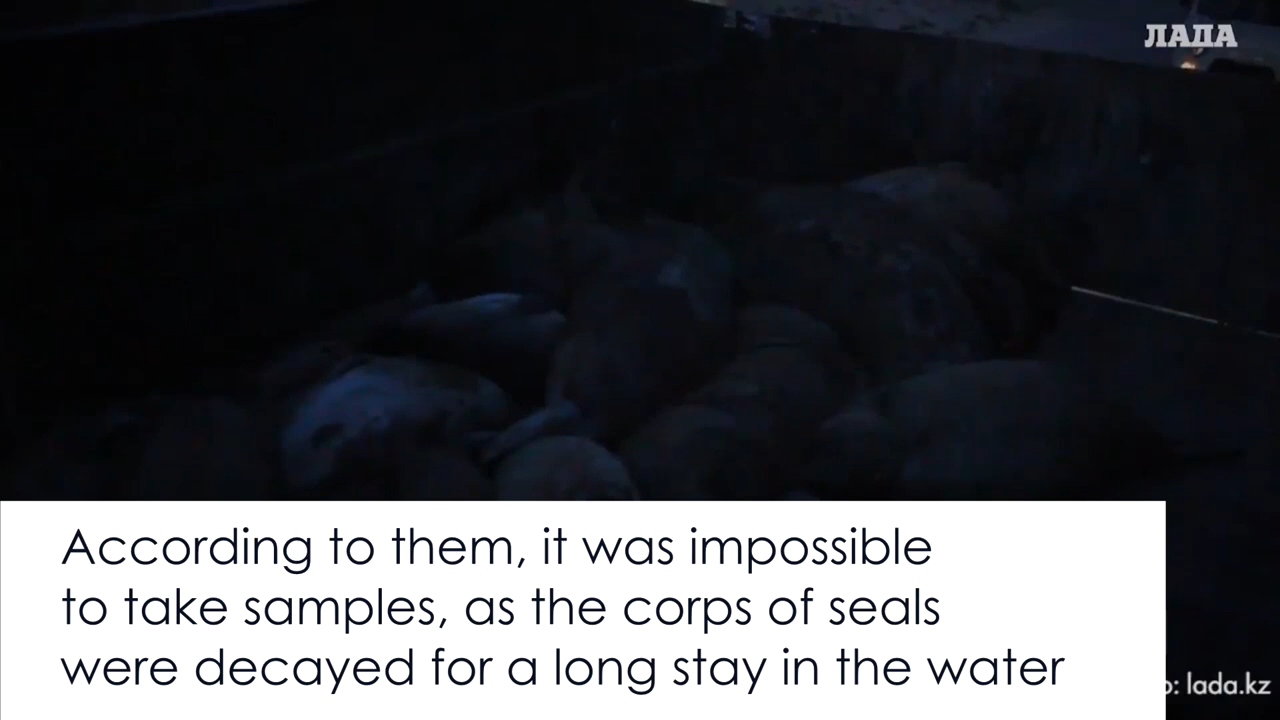 ЛАДА
According to them, it was impossible
to take samples, as the corps of seals
were decayed for a long stay in the water
lada.kz